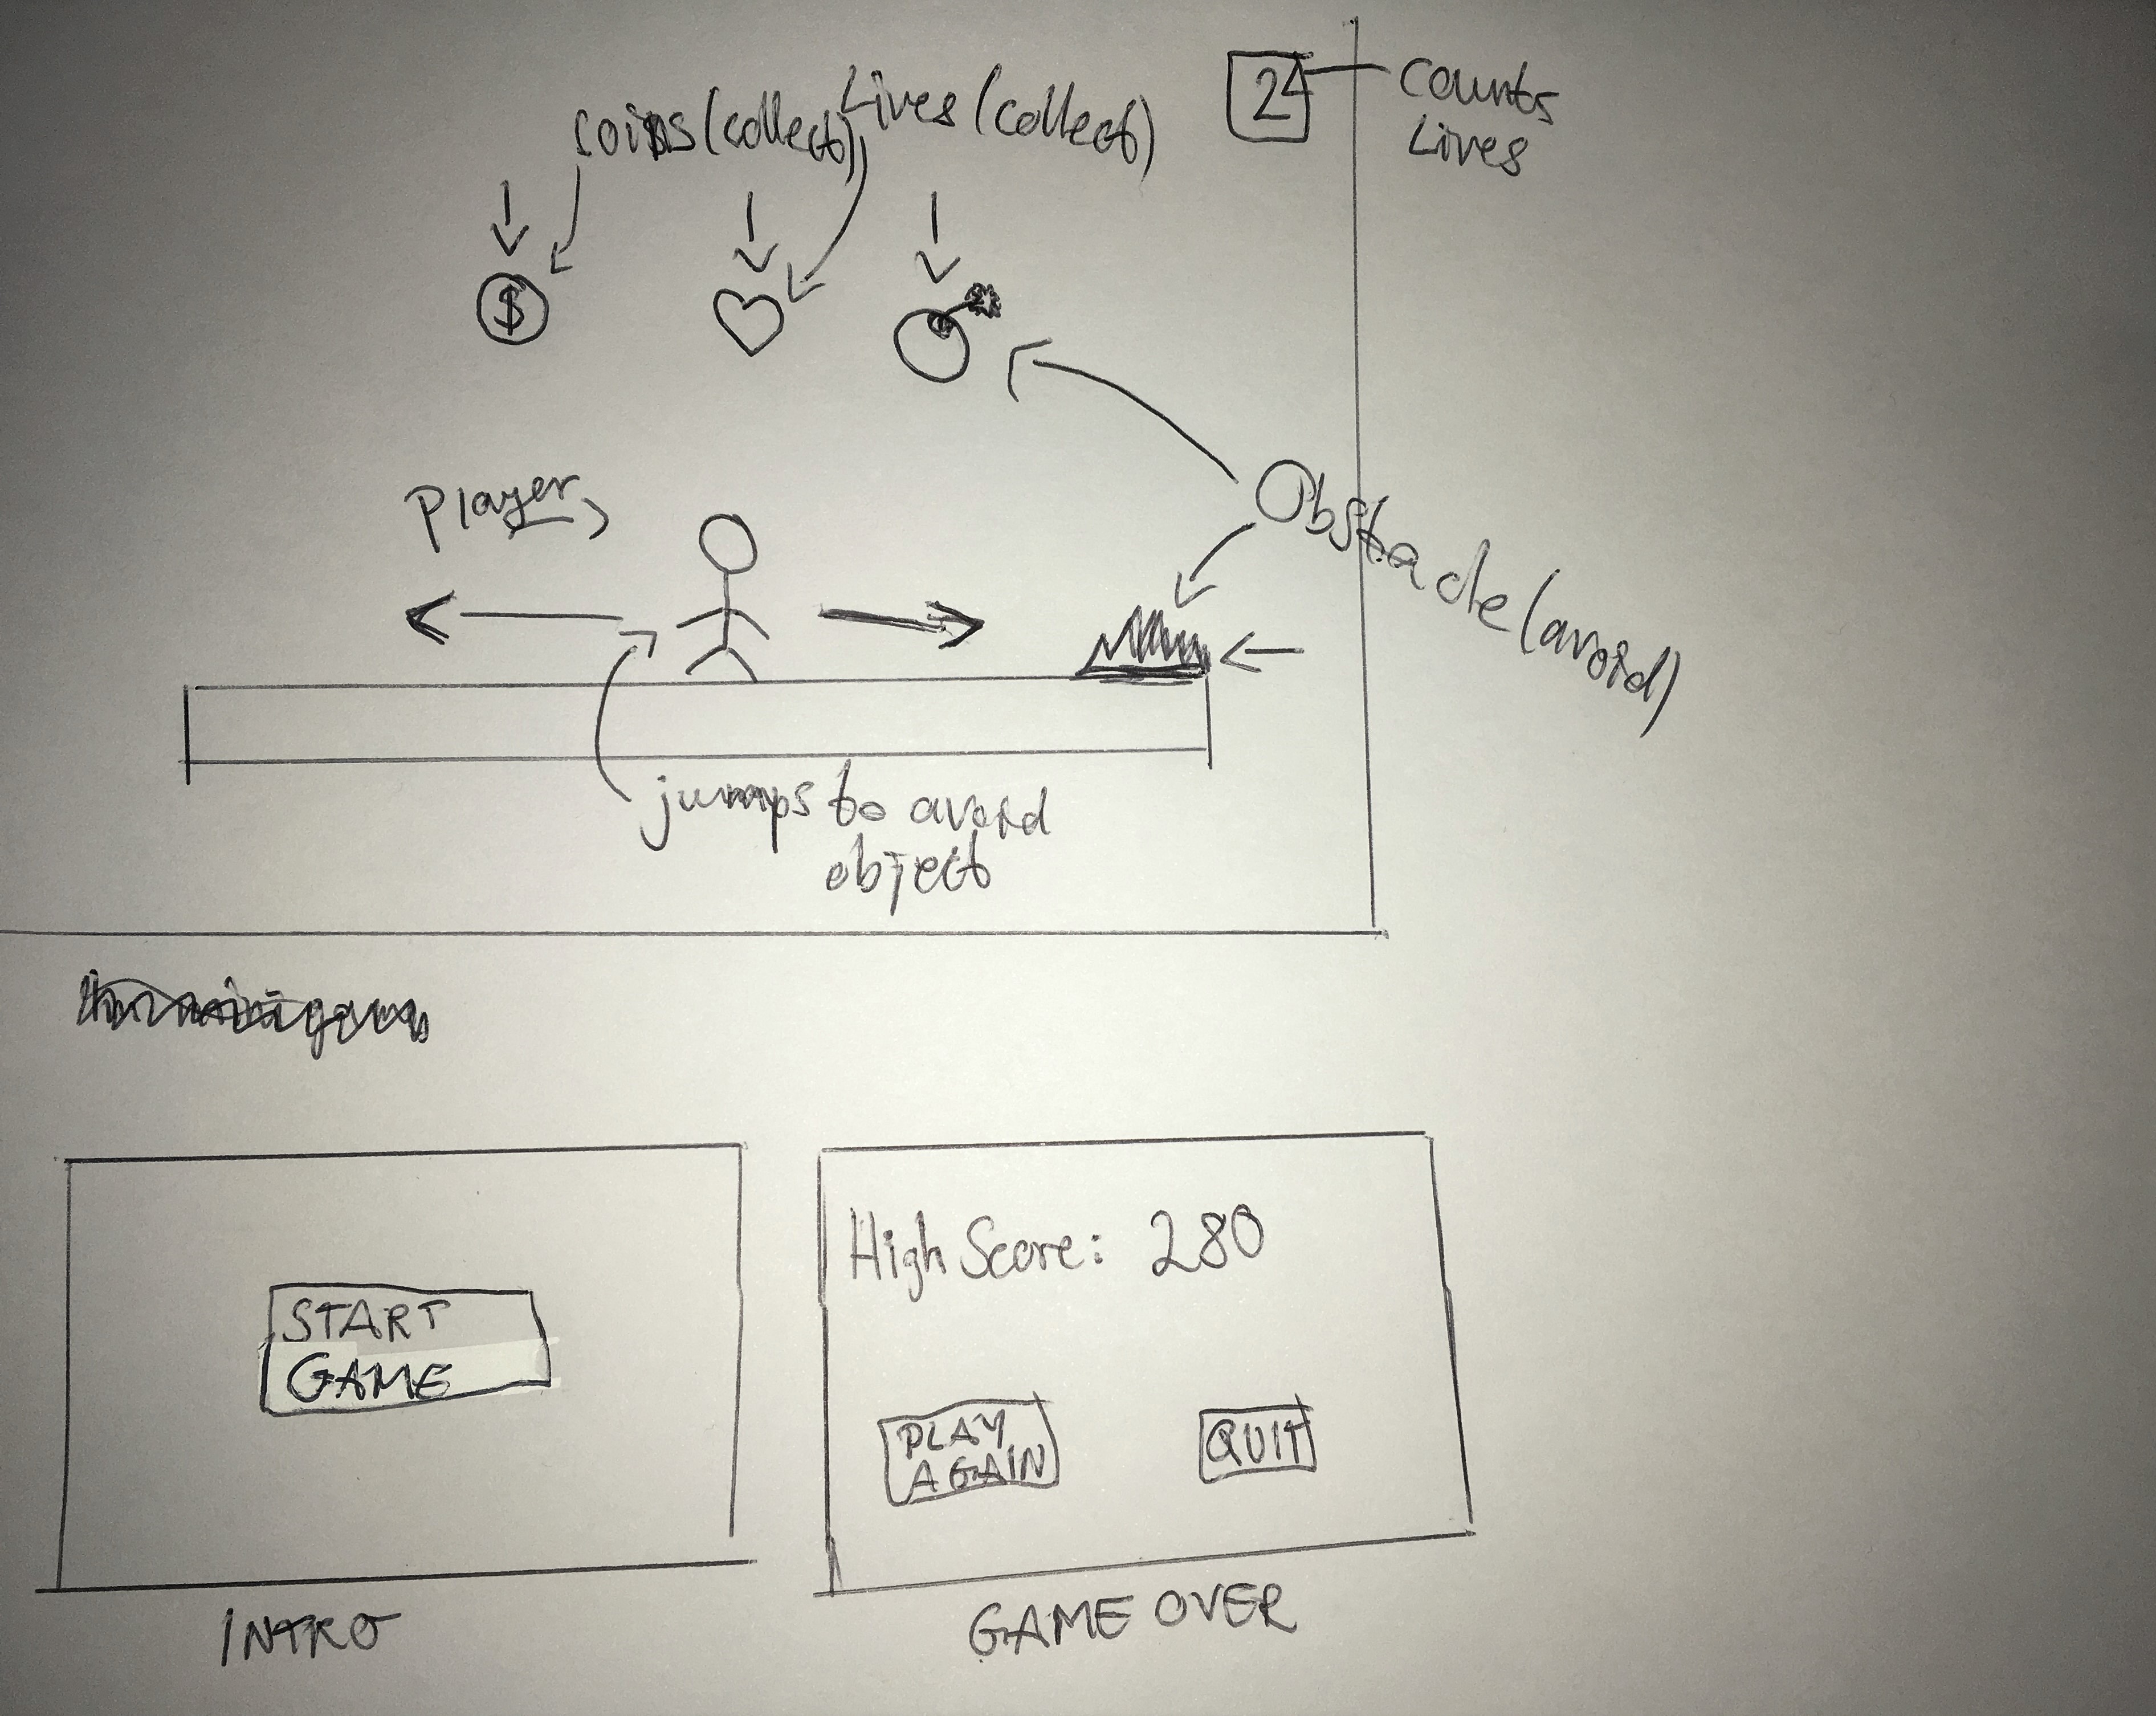 coins (collect)
Lives (collect)
24
Counts
Lives
$
Player
Obstacle (avoid)
jumps to avoid
object
START
GAME
INTRO
High Score: 280
PLAY
AGAIN
QUIT
GAME OVER